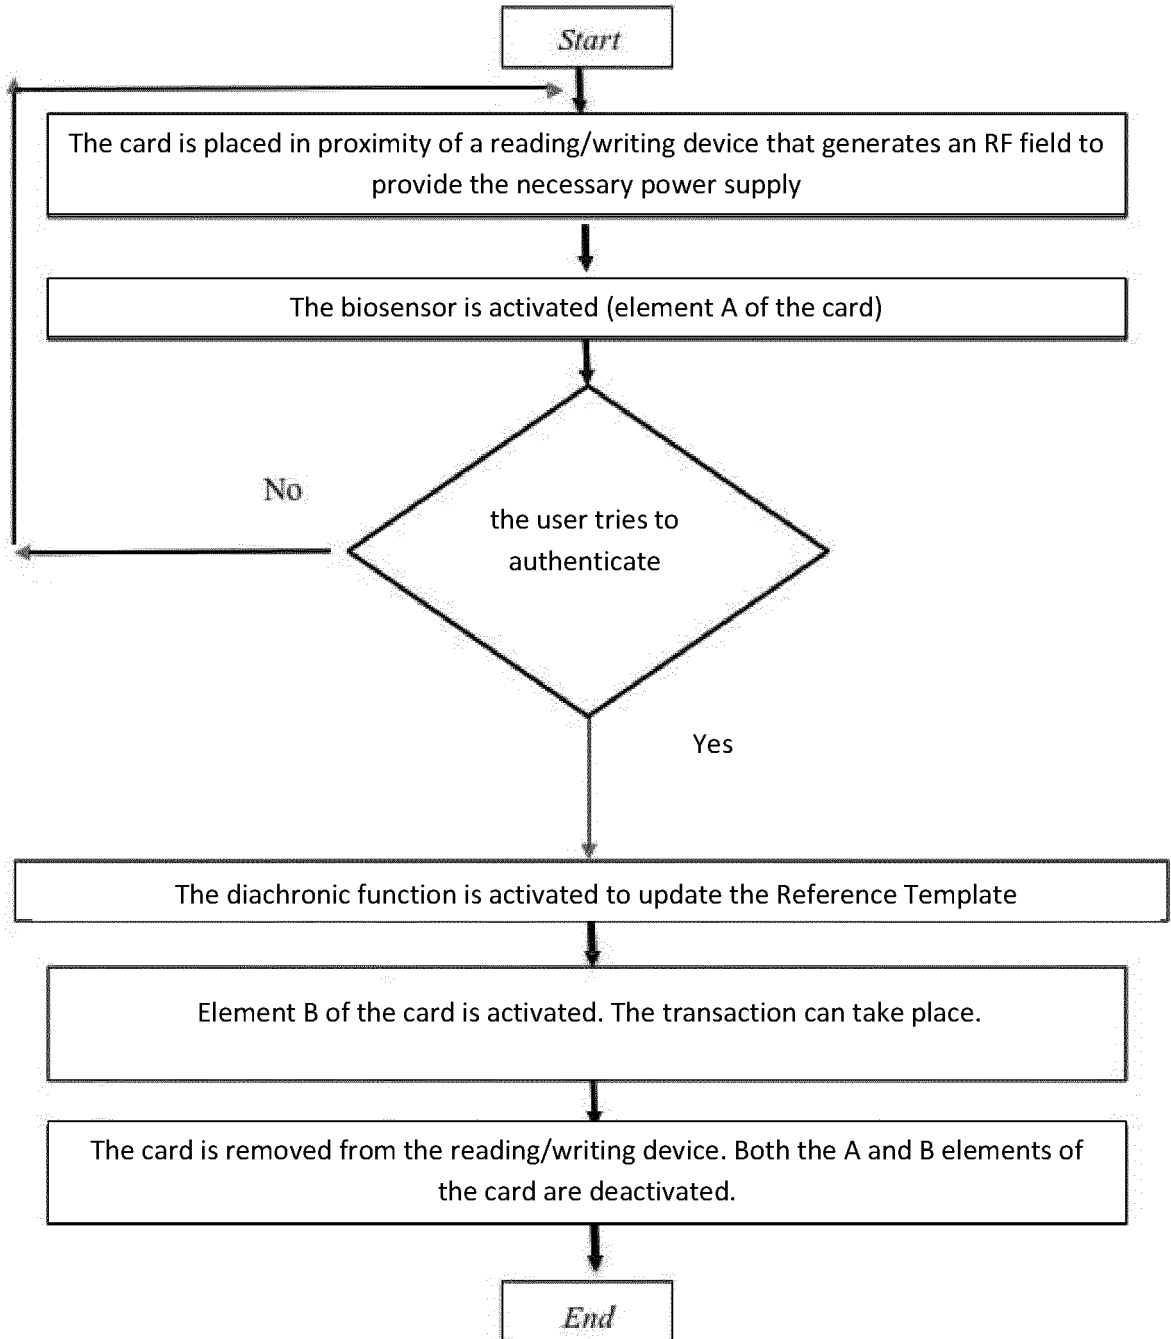 Start
The card is placed in proximity of a reading/writing device that generates an RF field to
provide the necessary power supply
The biosensor is activated (element A of the card)
No
the user tries to
authenticate
Yes
The diachronic function is activated to update the Reference Template
Element B of the card is activated. The transaction can take place.
The card is removed from the reading/writing device. Both the A and B elements of
the card are deactivated.
End